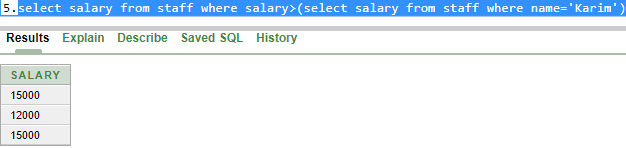 5.select salary from staff where salary>(select salary from staff where name='Karim')
Results Explain Describe Saved SQL History
SALARY
15000
12000
15000